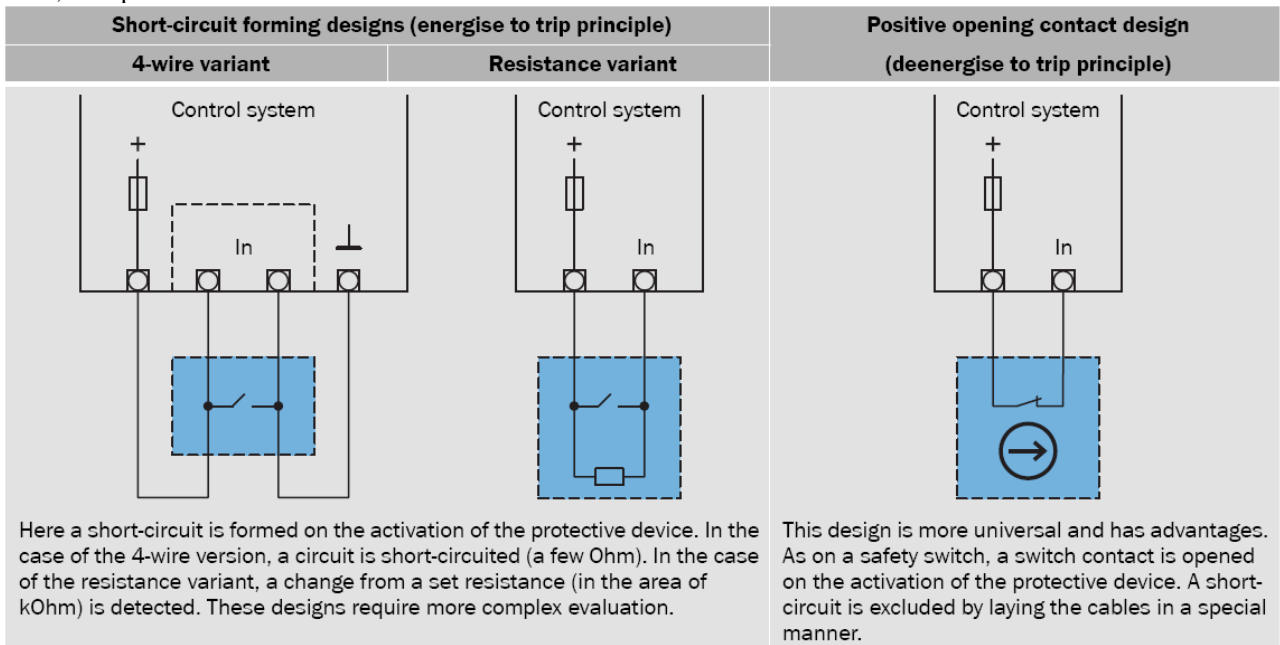 Short-circuit forming designs (energise to trip principle)
Positive opening contact design
4-wire variant
Resistance variant
(deenergise to trip principle)
Control system
+
In
Control system
+
In
Control system
+
In
Here a short-circuit is formed on the activation of the protective device. In the
case of the 4-wire version, a circuit is short-circuited (a few Ohm). In the case
of the resistance variant, a change from a set resistance (in the area of
kOhm) is detected. These designs require more complex evaluation.
This design is more universal and has advantages.
As on a safety switch, a switch contact is opened
on the activation of the protective device. A short-
circuit is excluded by laying the cables in a special
manner.